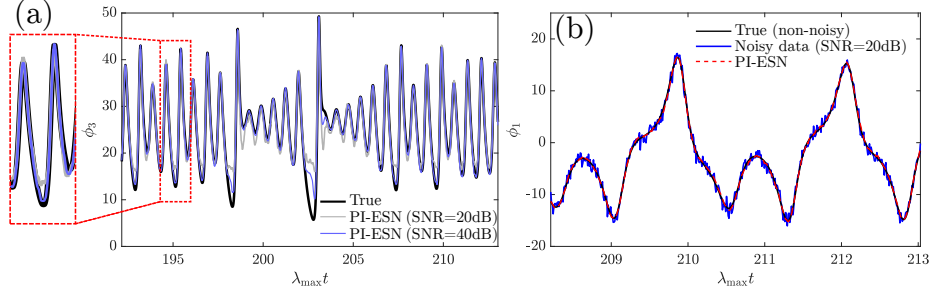 (a)
50
40
30
20
10
0
ϕ3
195
200
205
210
λmaxt
True
PI-ESN (SNR=20dB)
PI-ESN (SNR=40dB)
(b)
20
10
0
-10
-20
ϕ1
209
210
211
212
213
λmaxt
True (non-noisy)
Noisy data (SNR=20dB)
PI-ESN